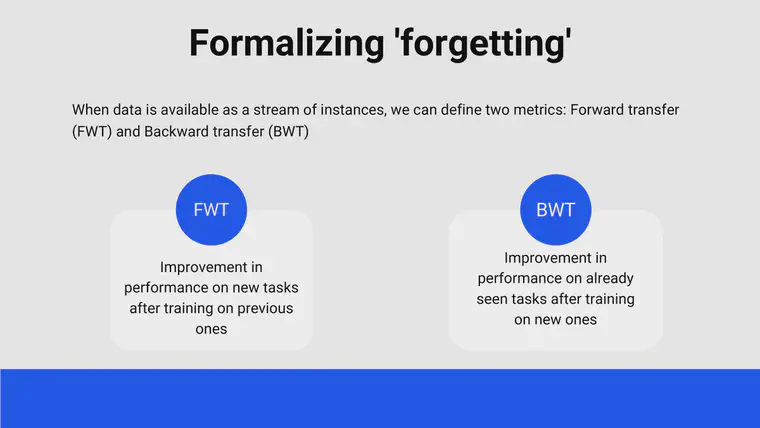 Formalizing 'forgetting'
When data is available as a stream of instances, we can define two metrics: Forward transfer
(FWT) and Backward transfer (BWT)
FWT
Improvement in
performance on new tasks
after training on previous
ones
BWT
Improvement in
performance on already
seen tasks after training
on new ones